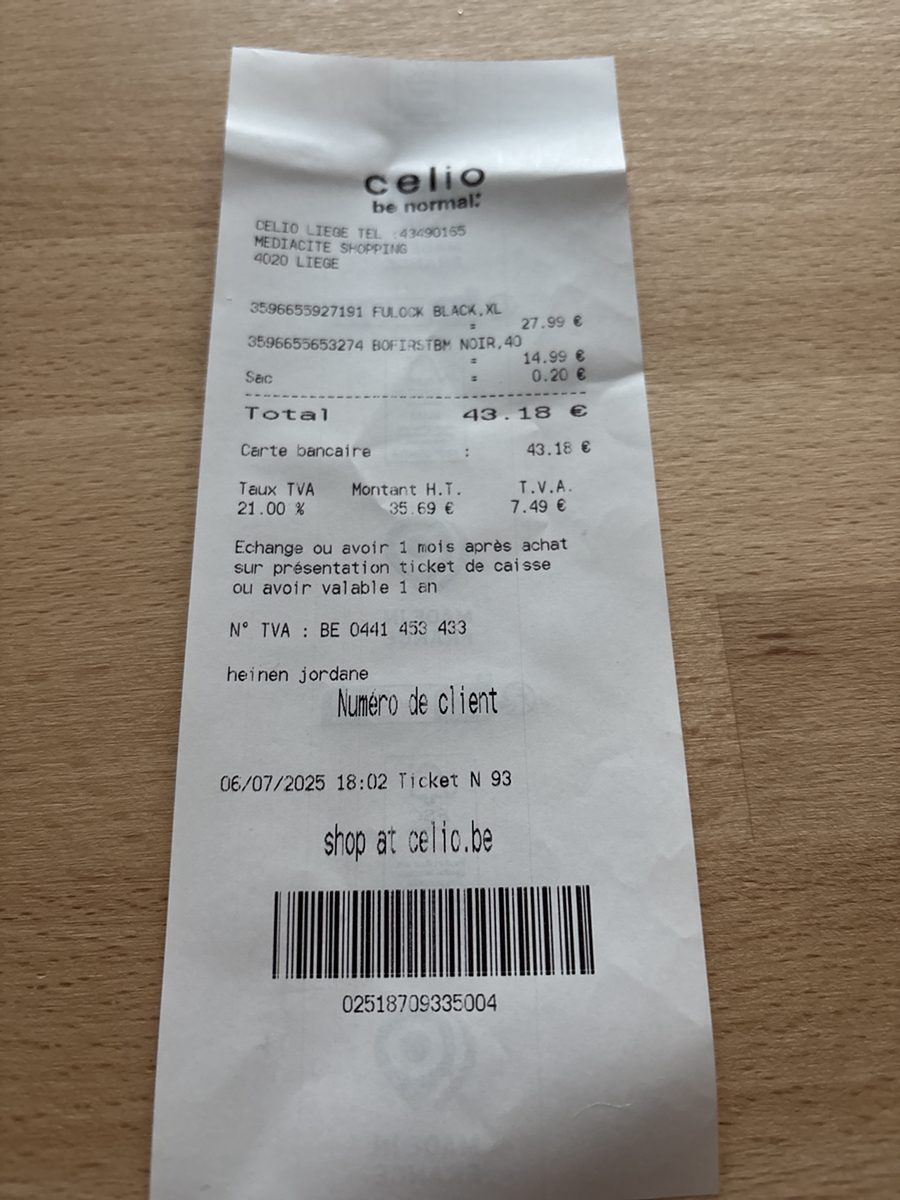 celio
be normal:
CELIO LIEGE TEL :43490165
MEDIACITE SHOPPING
4020 LIEGE
3596655927191 FULOCK BLACK,XL
= 27.99 €
3596655653274 BOFIRSTBM NOIR,40
= 14.99 €
Sac = 0.20 €
Total 43.18 €
Carte bancaire : 43.18 €
Taux TVA Montant H.T. T.V.A.
21.00 % 35.69 € 7.49 €
Echange ou avoir 1 mois après achat
sur présentation ticket de caisse
ou avoir valable 1 an
N° TVA : BE 0441 453 433
heinen jordane
Numéro de client
06/07/2025 18:02 Ticket N 93
shop at celio.be
02518709335004